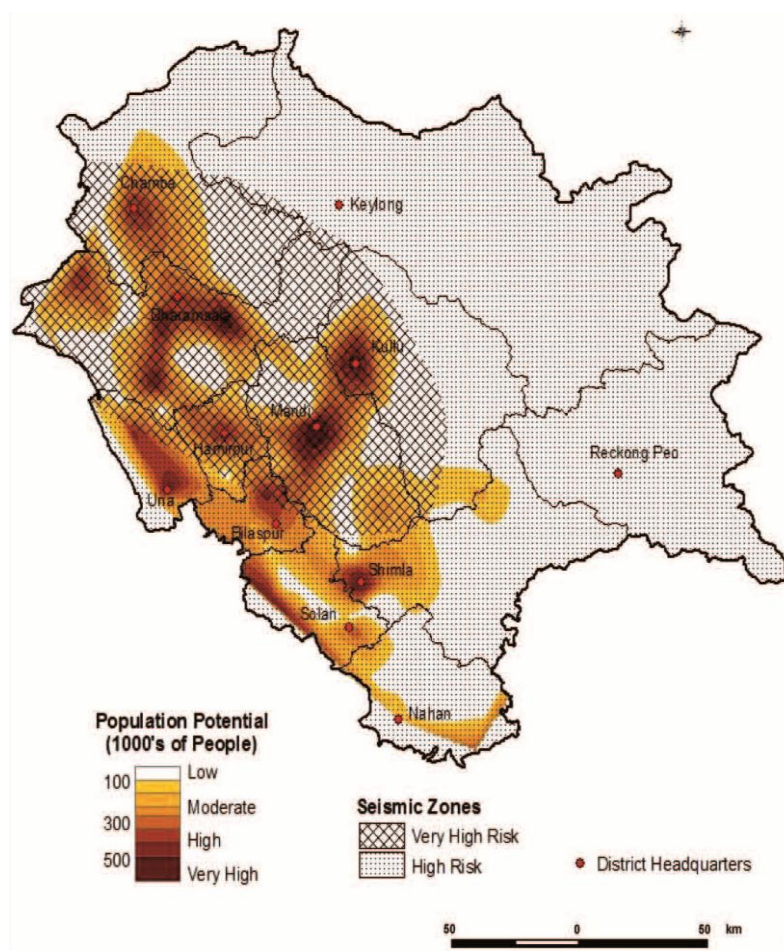 Chamba
Keylong
Dharamsala
Kullu
Mandi
Hamirpur
Reckong Peo
Una
Bilaspur
Shimla
Solan
Nahan
Population Potential
(1000's of People)
Low
100
Moderate
300
High
500
Very High
Seismic Zones
Very High Risk
High Risk
District Headquarters
50 0 50 km